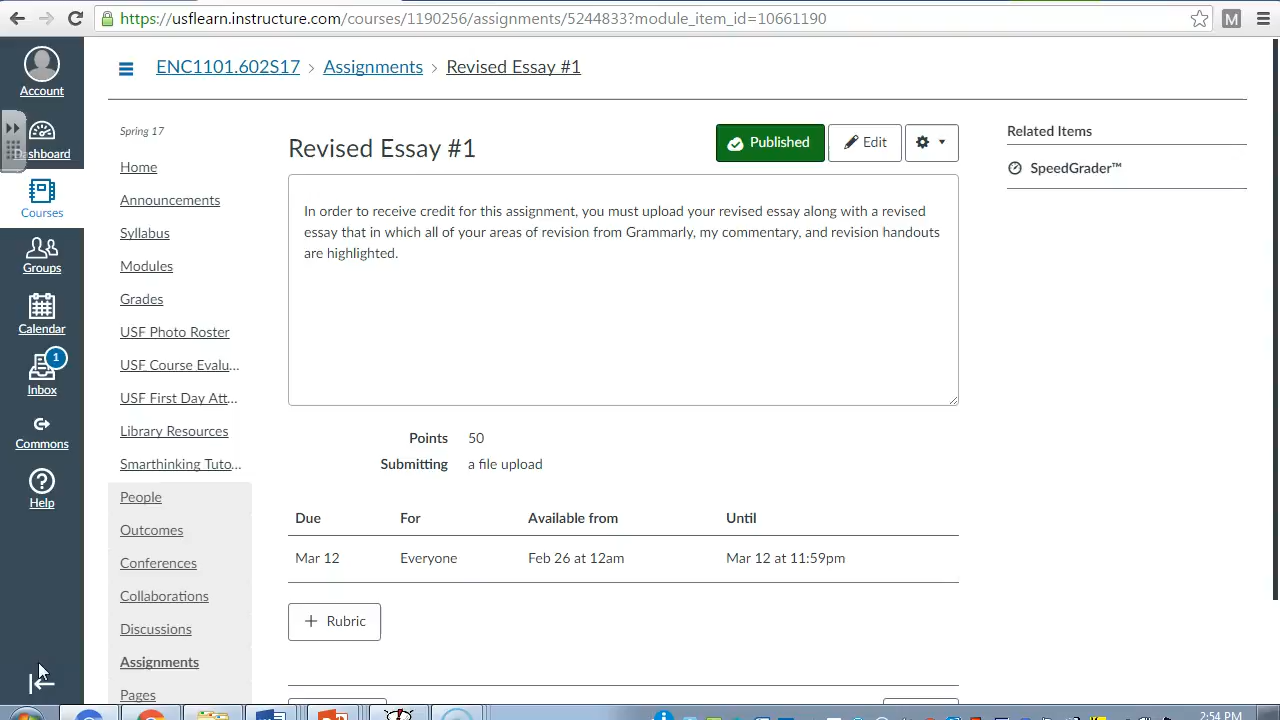 https://usflearn.instructure.com/courses/1190256/assignments/5244833?module_item_id=10661190
M
Account
Dashboard
Courses
Groups
Calendar
1
Inbox
Commons
Help
ENC1101.602S17 > Assignments > Revised Essay #1
Spring 17
Home
Announcements
Syllabus
Modules
Grades
USF Photo Roster
USF Course Evalu...
USF First Day Att...
Library Resources
Smarthinking Tuto...
People
Outcomes
Conferences
Collaborations
Discussions
Assignments
Pages
Revised Essay #1
Published
Edit
In order to receive credit for this assignment, you must upload your revised essay along with a revised
essay that in which all of your areas of revision from Grammarly, my commentary, and revision handouts
are highlighted.
Points 50
Submitting a file upload
Due For Available from Until
Mar 12 Everyone Feb 26 at 12am Mar 12 at 11:59pm
+ Rubric
Related Items
SpeedGrader™
2:54 PM